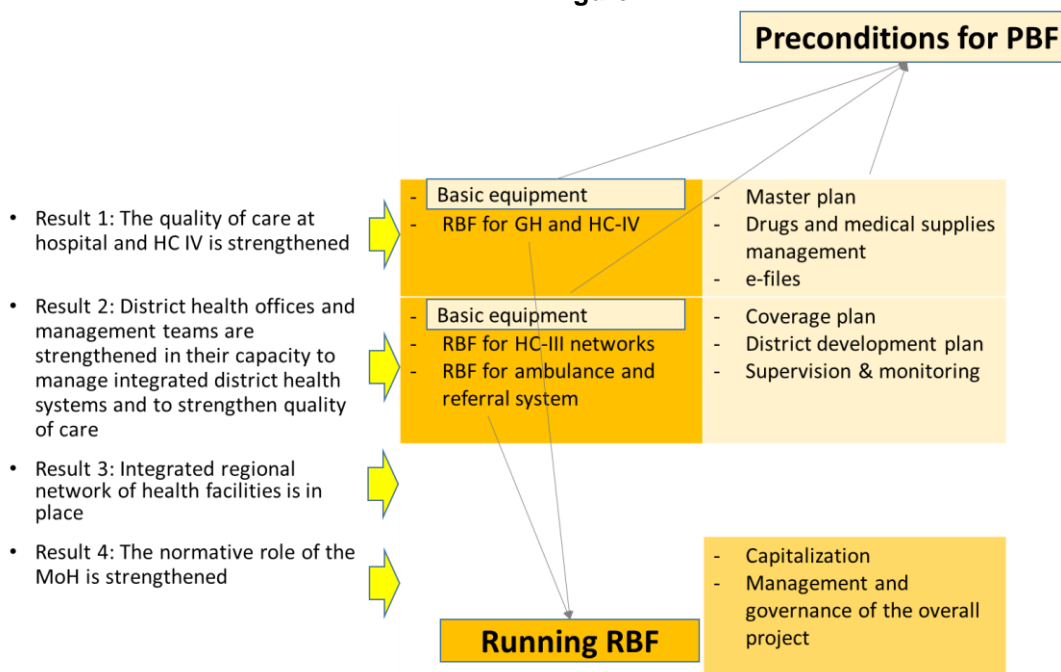 Preconditions for PBF
• Result 1: The quality of care at
hospital and HC IV is strengthened
- Basic equipment
- RBF for GH and HC-IV
- Master plan
- Drugs and medical supplies
management
- e-files
• Result 2: District health offices and
management teams are
strengthened in their capacity to
manage integrated district health
systems and to strengthen quality
of care
- Basic equipment
- RBF for HC-III networks
- RBF for ambulance and
referral system
- Coverage plan
- District development plan
- Supervision & monitoring
• Result 3: Integrated regional
network of health facilities is in
place
• Result 4: The normative role of the
MoH is strengthened
- Capitalization
- Management and
governance of the overall
project
Running RBF